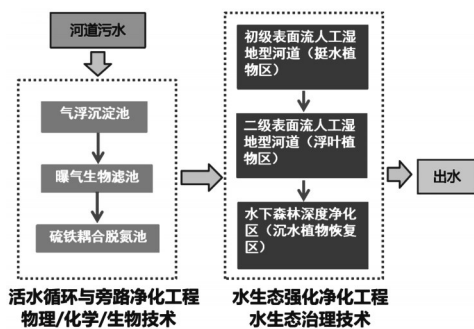 河道污水
气浮沉淀池
曝气生物滤池
硫铁耦合脱氮池
活水循环与旁路净化工程
物理/化学/生物技术
初级表面流人工湿
地型河道（挺水植
物区）
二级表面流人工湿
地型河道（浮叶植
物区）
水下森林深度净化
区（沉水植物恢复
区）
水生态强化净化工程
水生态治理技术
出水